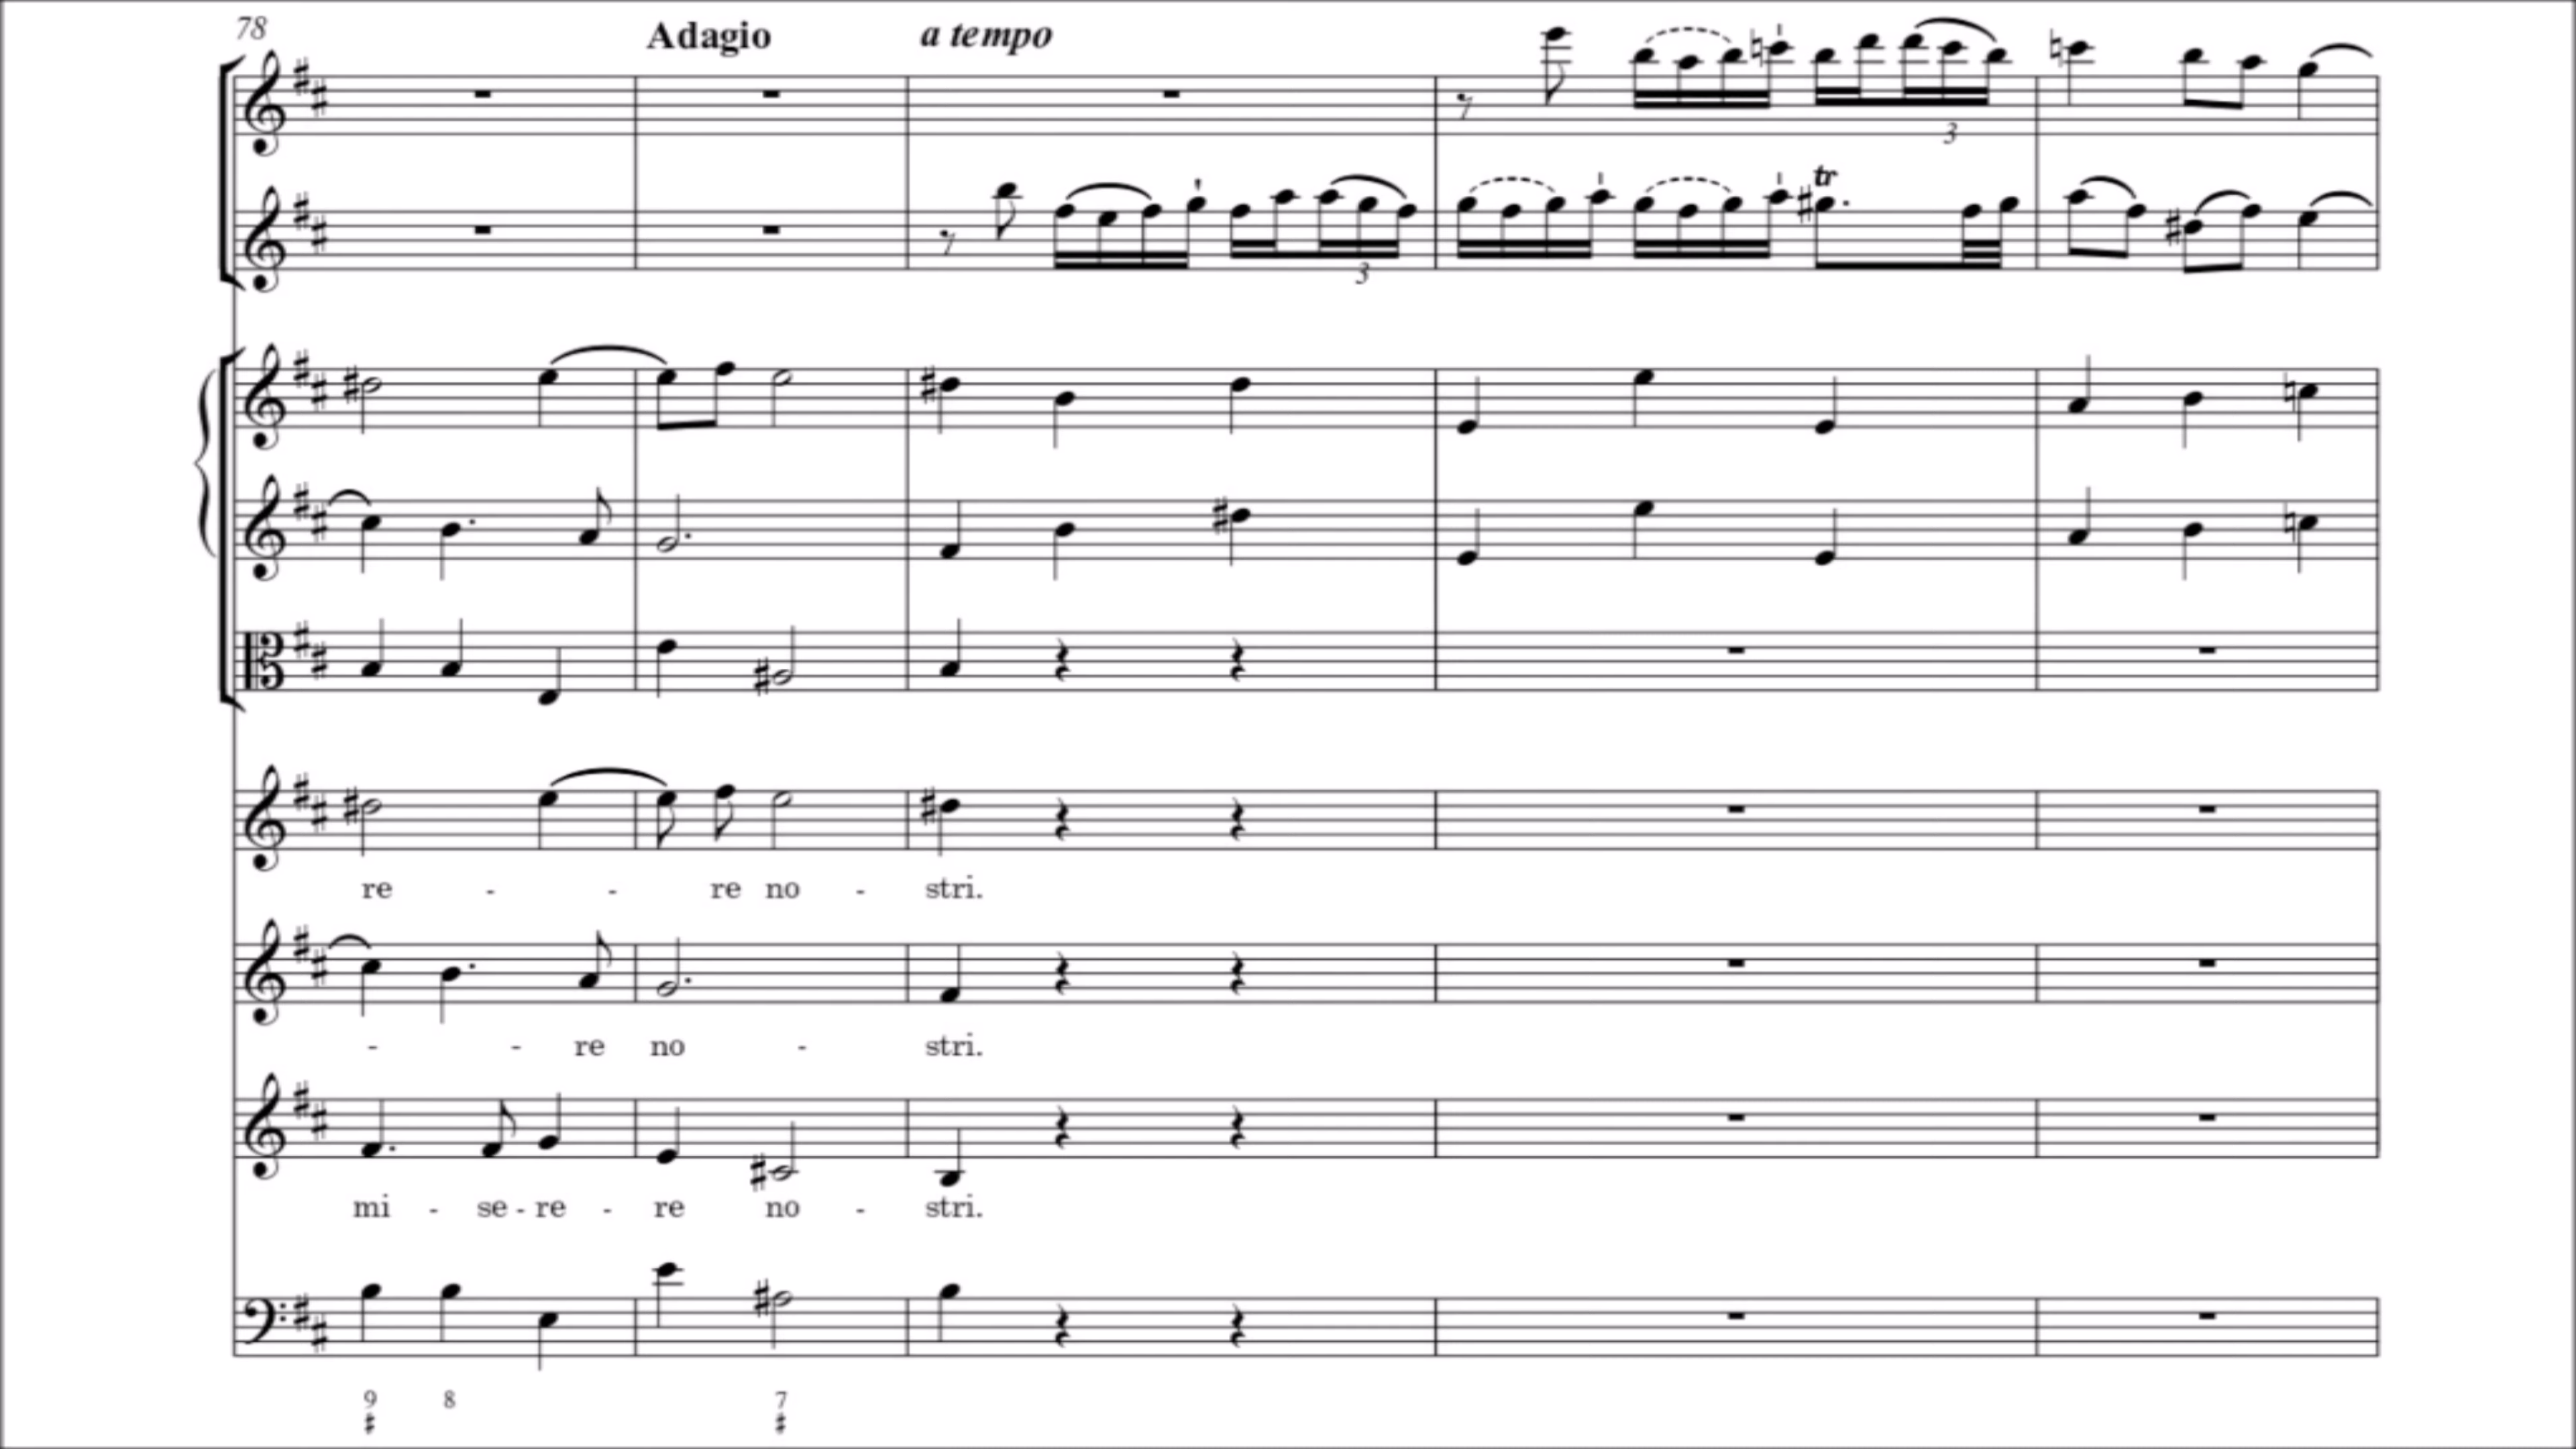 78 Adagio a tempo
3
tr
3
re - - re no - stri.
- - re no - stri.
mi - se - re - re no - stri.
9 8 7
♯ ♯